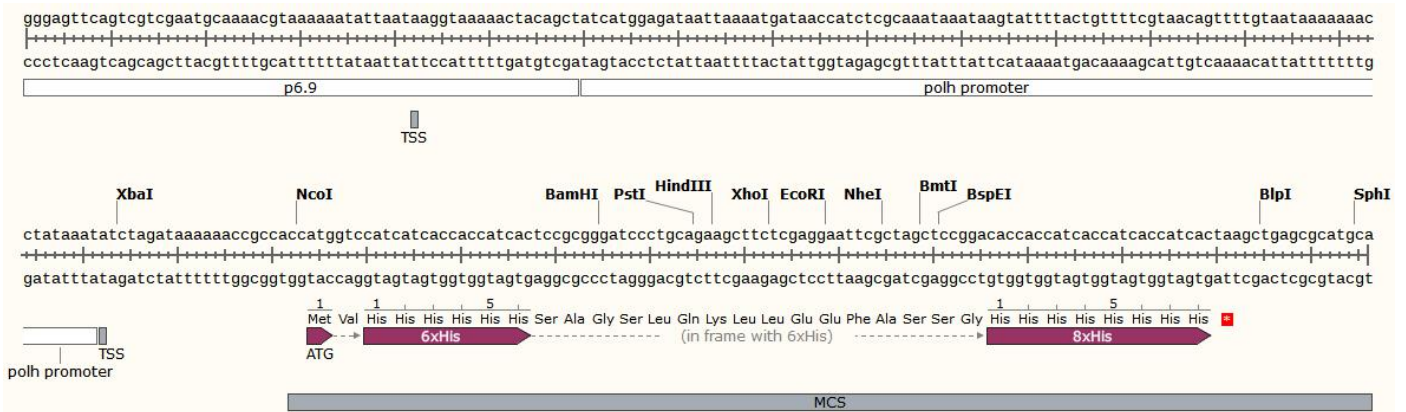 gggagttcagtcgtcgaatgcaaaacgtaaaaaatattaataaggtaaaaactacagctatcatggagataattaaaatgataaccatctcgcaaataaataagtattttactgttttcgtaacagttttgtaataaaaaaac
ccctcaagtcagcagcttacgttttgcattttttataattattccatttttgatgtcgatagtacctctattaattttactattggtagagcgtttatttattcataaaatgacaaaagcattgtcaaaacattatttttttg
p6.9 polh promoter
TSS
XbaI NcoI BamHI PstI HindIII XhoI EcoRI NheI BmtI BspEI BlpI SphI
ctataaatatctagataaaaaaccgccaccatggtccatcatcaccaccatcactccgcgggatccctgcagaagcttctcgaggaattcgctagctccggacaccaccatcaccatcaccatcactaagctgagcgcatgca
gatatttatagatctattttttggcggtggtaccaggtagtagtggtggtagtgaggcgccctagggacgtcttcgaagagctccttaagcgatcgaggcctgtggtggtagtggtagtggtagtgattcgactcgcgtacgt
1 1 5 1 5
Met Val His His His His His His Ser Ala Gly Ser Leu Gln Lys Leu Leu Glu Glu Phe Ala Ser Ser Gly His His His His His His His His *
6xHis (in frame with 6xHis) 8xHis
TSS ATG
polh promoter
MCS